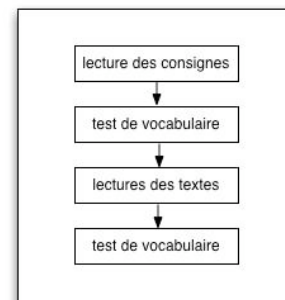 lecture des consignes
test de vocabulaire
lectures des textes
test de vocabulaire